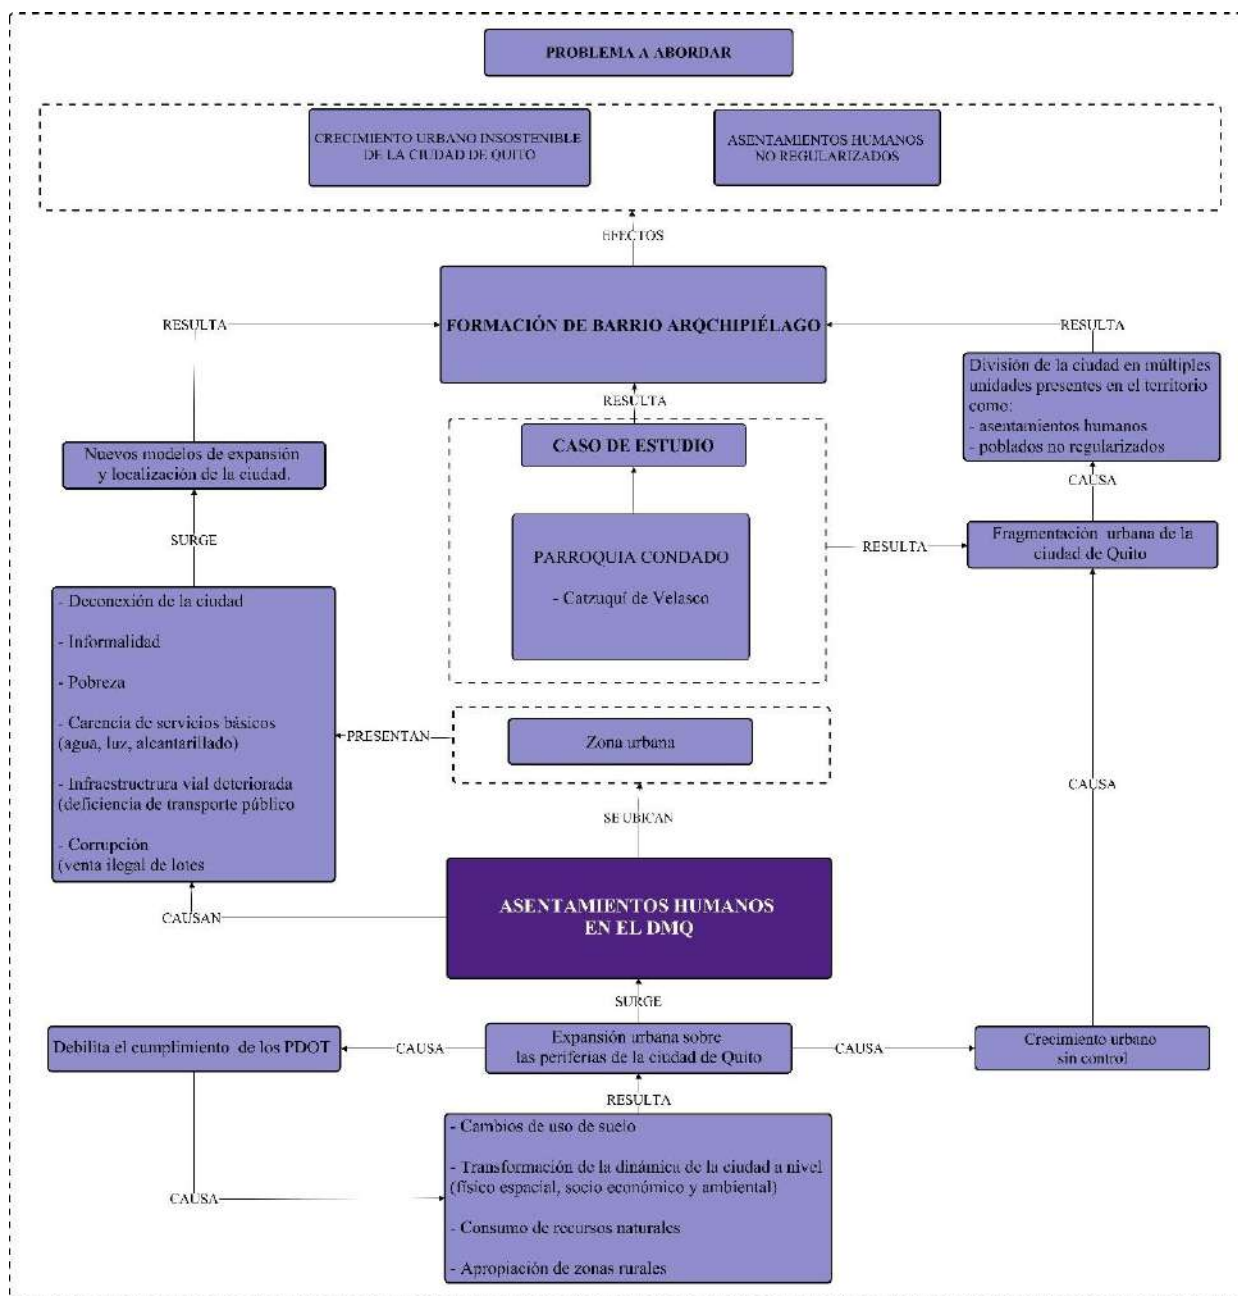 PROBLEMA A ABORDAR
CRECIMIENTO URBANO INSOSTENIBLE
DE LA CIUDAD DE QUITO
ASENTAMIENTOS HUMANOS
NO REGULARIZADOS
EFECTOS
RESULTA
FORMACIÓN DE BARRIO ARQCHIPIÉLAGO
RESULTA
RESULTA
División de la ciudad en múltiples
unidades presentes en el territorio
como:
- asentamientos humanos
- poblados no regularizados
CASO DE ESTUDIO
Nuevos modelos de expansión
y localización de la ciudad.
CAUSA
SURGE
PARROQUIA CONDADO
- Catzuquí de Velasco
RESULTA
Fragmentación urbana de la
ciudad de Quito
- Deconexión de la ciudad
- Informalidad
- Pobreza
- Carencia de servicios básicos
(agua, luz, alcantarillado)
- Infraestructrura vial deteriorada
(deficiencia de transporte público
- Corrupción
(venta ilegal de lotes
PRESENTAN
Zona urbana
CAUSA
SE UBICAN
CAUSAN
ASENTAMIENTOS HUMANOS
EN EL DMQ
SURGE
Debilita el cumplimiento de los PDOT
CAUSA
Expansión urbana sobre
las periferias de la ciudad de Quito
CAUSA
Crecimiento urbano
sin control
RESULTA
CAUSA
- Cambios de uso de suelo
- Transformación de la dinámica de la ciudad a nivel
(físico espacial, socio económico y ambiental)
- Consumo de recursos naturales
- Apropiación de zonas rurales